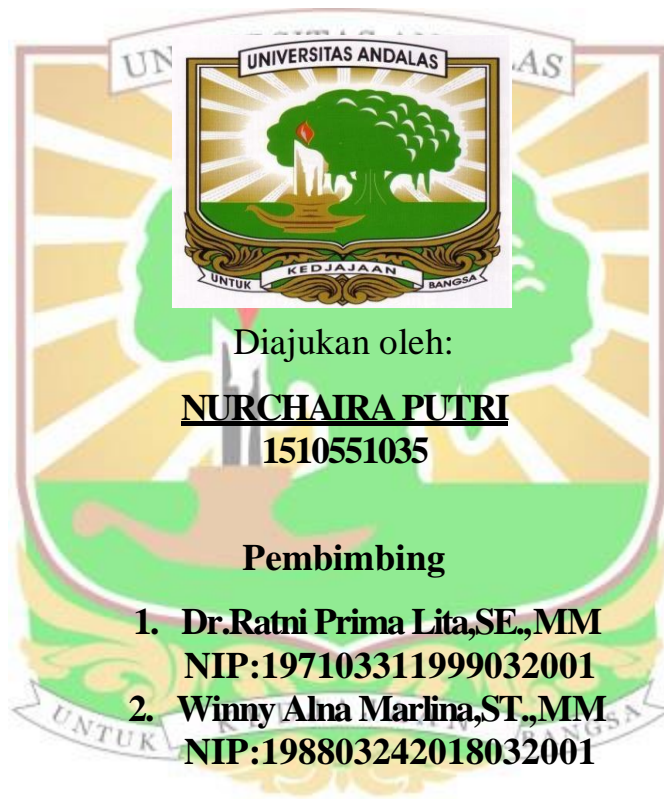 UNIVERSITAS ANDALAS
UNTUK KEDJAJAAN BANGSA
Diajukan oleh:
NURCHAIRA PUTRI
1510551035
Pembimbing
1. Dr.Ratni Prima Lita,SE.,MM
NIP:197103311999032001
2. Winny Alna Marlina,ST.,MM
NIP:198803242018032001